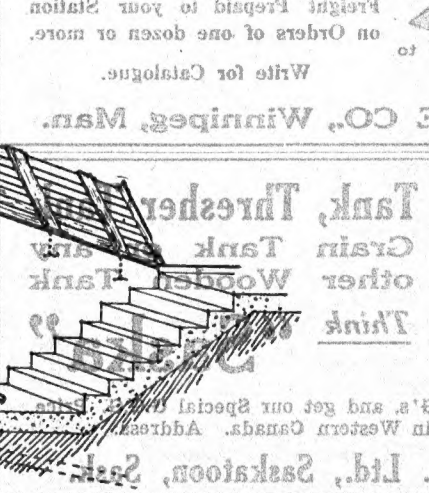 Freight Prepaid to your Station
on Orders of one dozen or more.
to
Write for Catalogue.
E CO., Winnipeg, Man.
Tank, Thresher Tank
Grain Tank or any
other Wooden Tank
Think
"
"
's, and get our Special Price
in Western Canada. Address
. Ltd., Saskatoon, Sask.